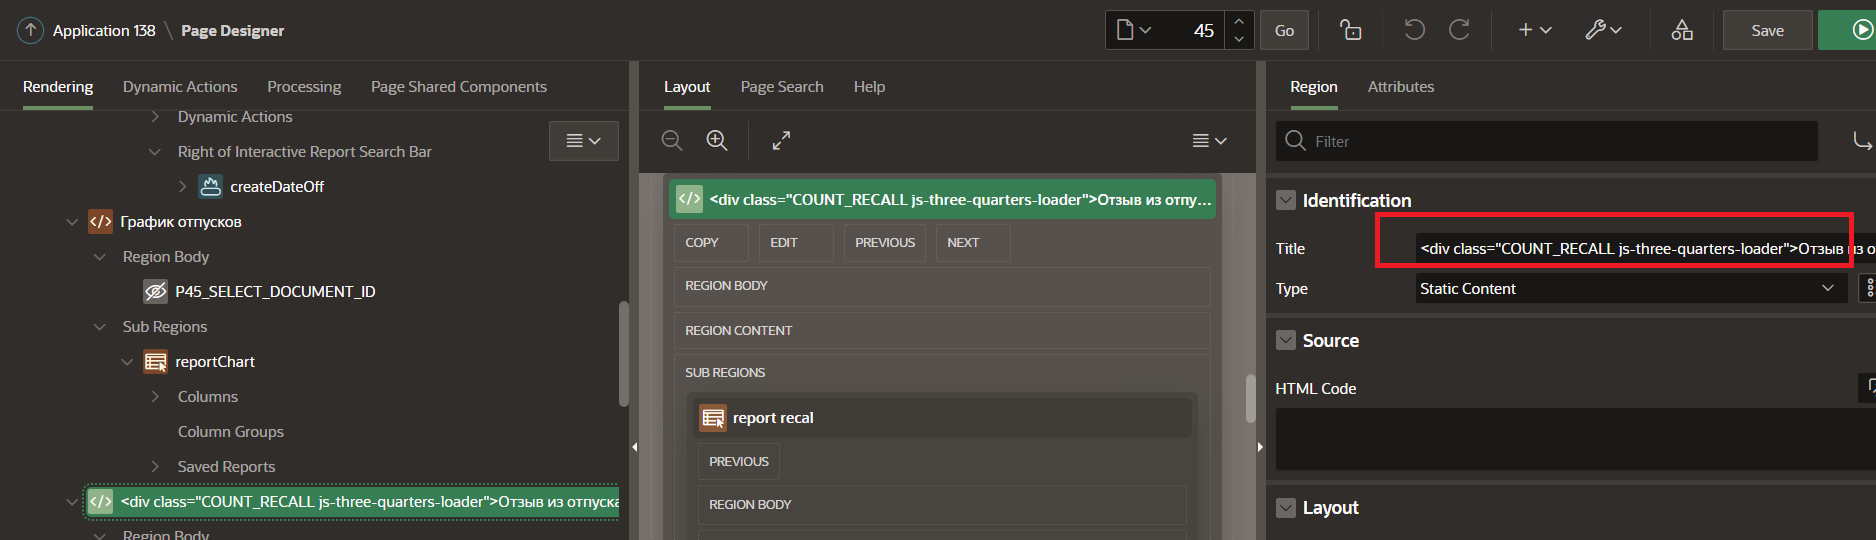 Application 138 \ Page Designer
45
Go
Save
Rendering
Dynamic Actions
Processing
Page Shared Components
Dynamic Actions
Right of Interactive Report Search Bar
createDateOff
График отпусков
Region Body
P45_SELECT_DOCUMENT_ID
Sub Regions
reportChart
Columns
Column Groups
Saved Reports
<div class="COUNT_RECALL js-three-quarters-loader">Отзыв из отпуска
Region Body
Layout
Page Search
Help
<div class="COUNT_RECALL js-three-quarters-loader">Отзыв из отпу...
COPY
EDIT
PREVIOUS
NEXT
REGION BODY
REGION CONTENT
SUB REGIONS
report recal
PREVIOUS
REGION BODY
Region
Attributes
Filter
Identification
Title
<div class="COUNT_RECALL js-three-quarters-loader">Отзыв из от
Type
Static Content
Source
HTML Code
Layout